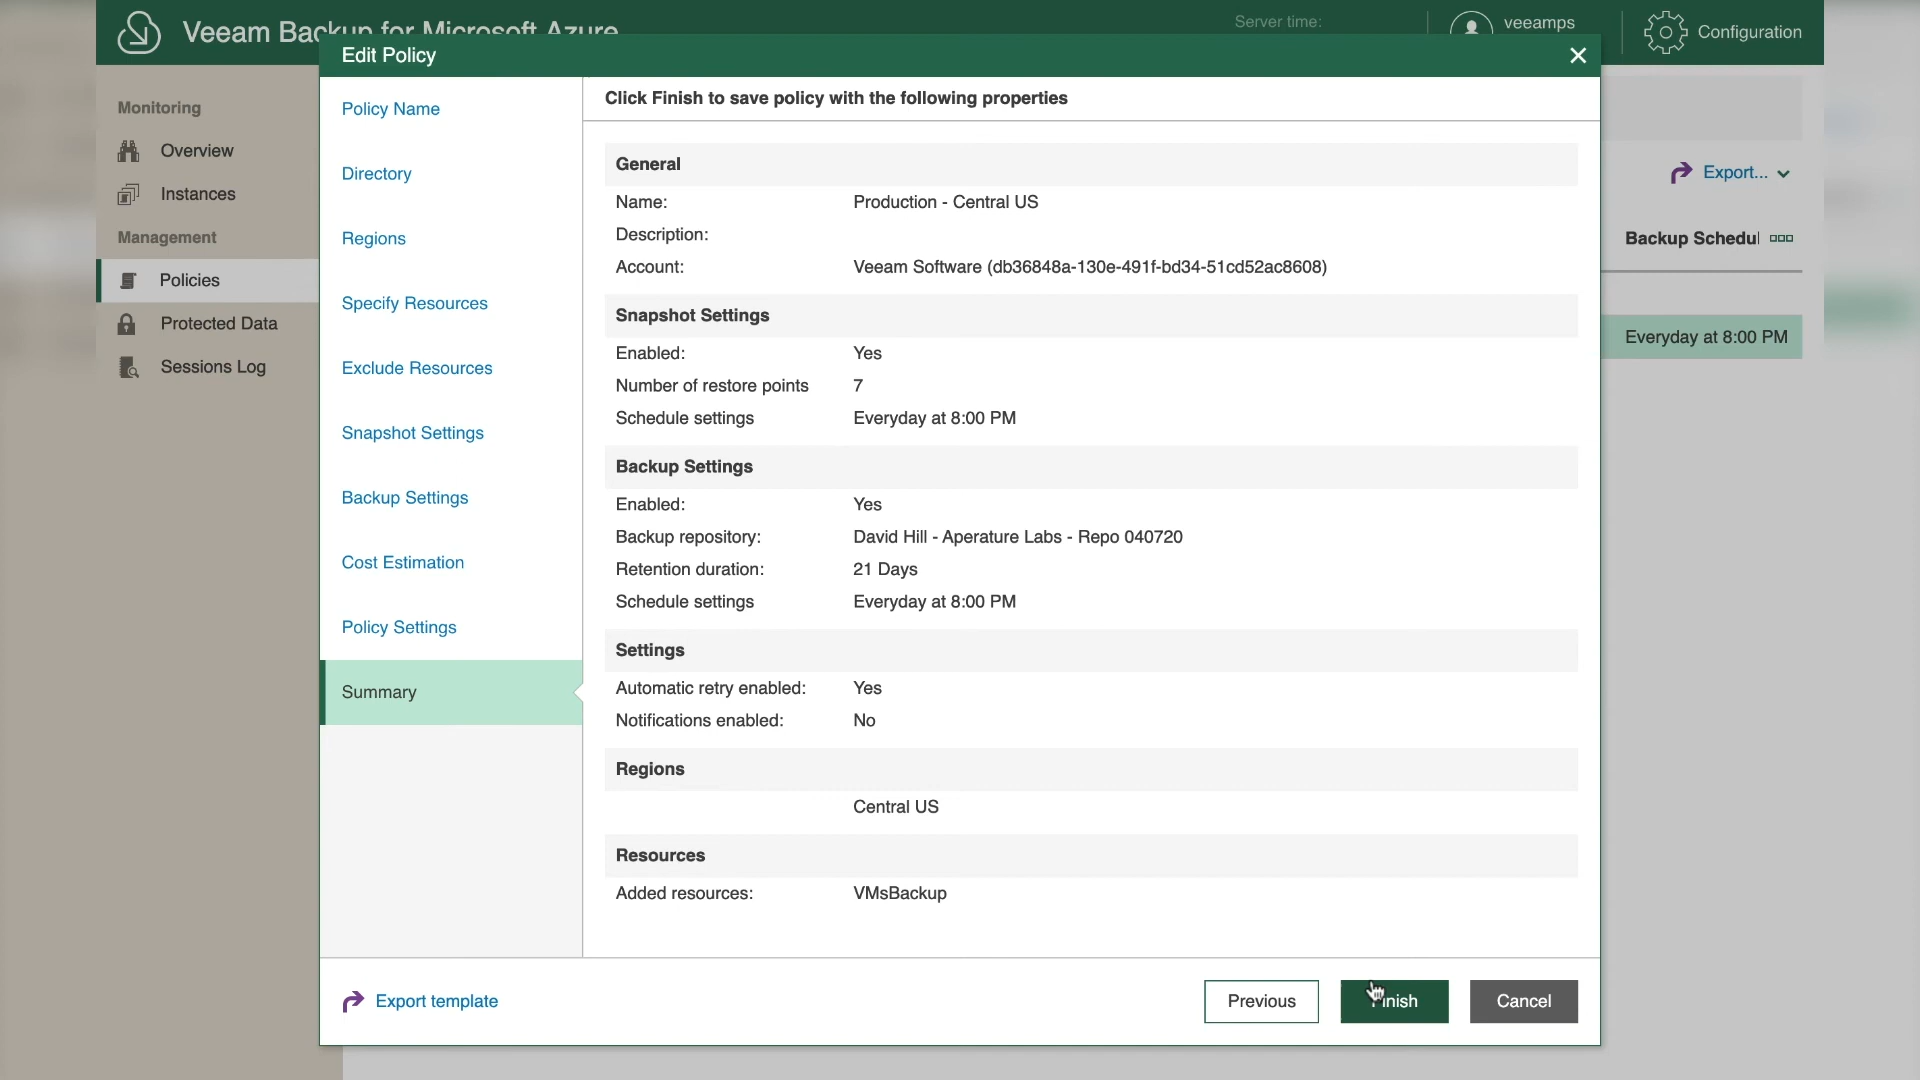 Veeam Backup for Microsoft Azure
Server time:
veeamps
Configuration
Edit Policy
Monitoring
Overview
Instances
Management
Policies
Protected Data
Sessions Log
Policy Name
Directory
Regions
Specify Resources
Exclude Resources
Snapshot Settings
Backup Settings
Cost Estimation
Policy Settings
Summary
Click Finish to save policy with the following properties
General
Name: Production - Central US
Description:
Account: Veeam Software (db36848a-130e-491f-bd34-51cd52ac8608)
Snapshot Settings
Enabled: Yes
Number of restore points 7
Schedule settings Everyday at 8:00 PM
Backup Settings
Enabled: Yes
Backup repository: David Hill - Aperature Labs - Repo 040720
Retention duration: 21 Days
Schedule settings Everyday at 8:00 PM
Settings
Automatic retry enabled: Yes
Notifications enabled: No
Regions
Central US
Resources
Added resources: VMsBackup
Export...
Backup Schedul
Everyday at 8:00 PM
Export template
Previous
Finish
Cancel